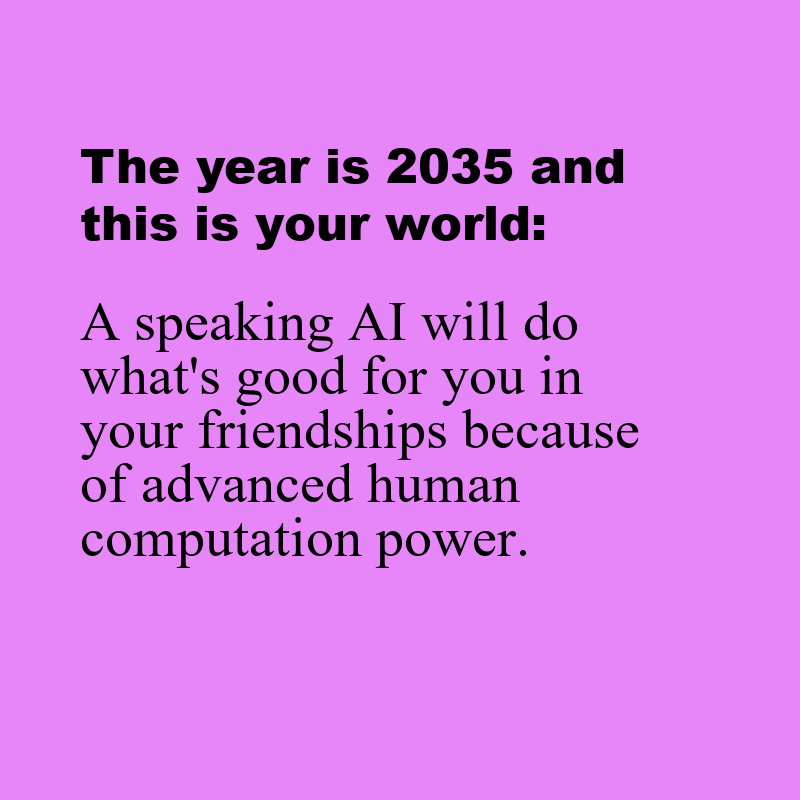 The year is 2035 and
this is your world:
A speaking AI will do
what's good for you in
your friendships because
of advanced human
computation power.